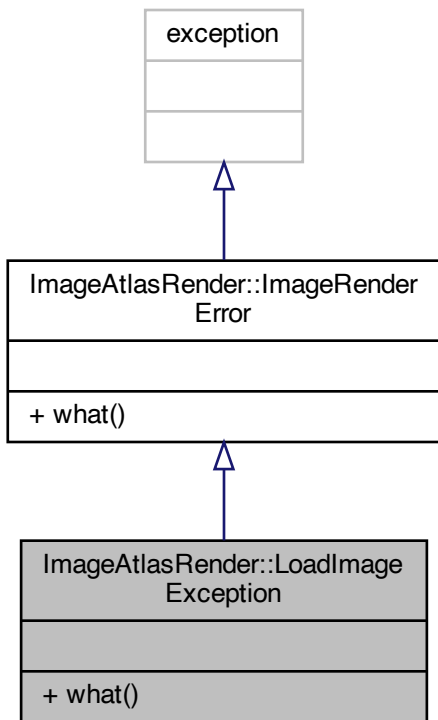 exception
ImageAtlasRender::ImageRender
Error
+ what()
ImageAtlasRender::LoadImage
Exception
+ what()